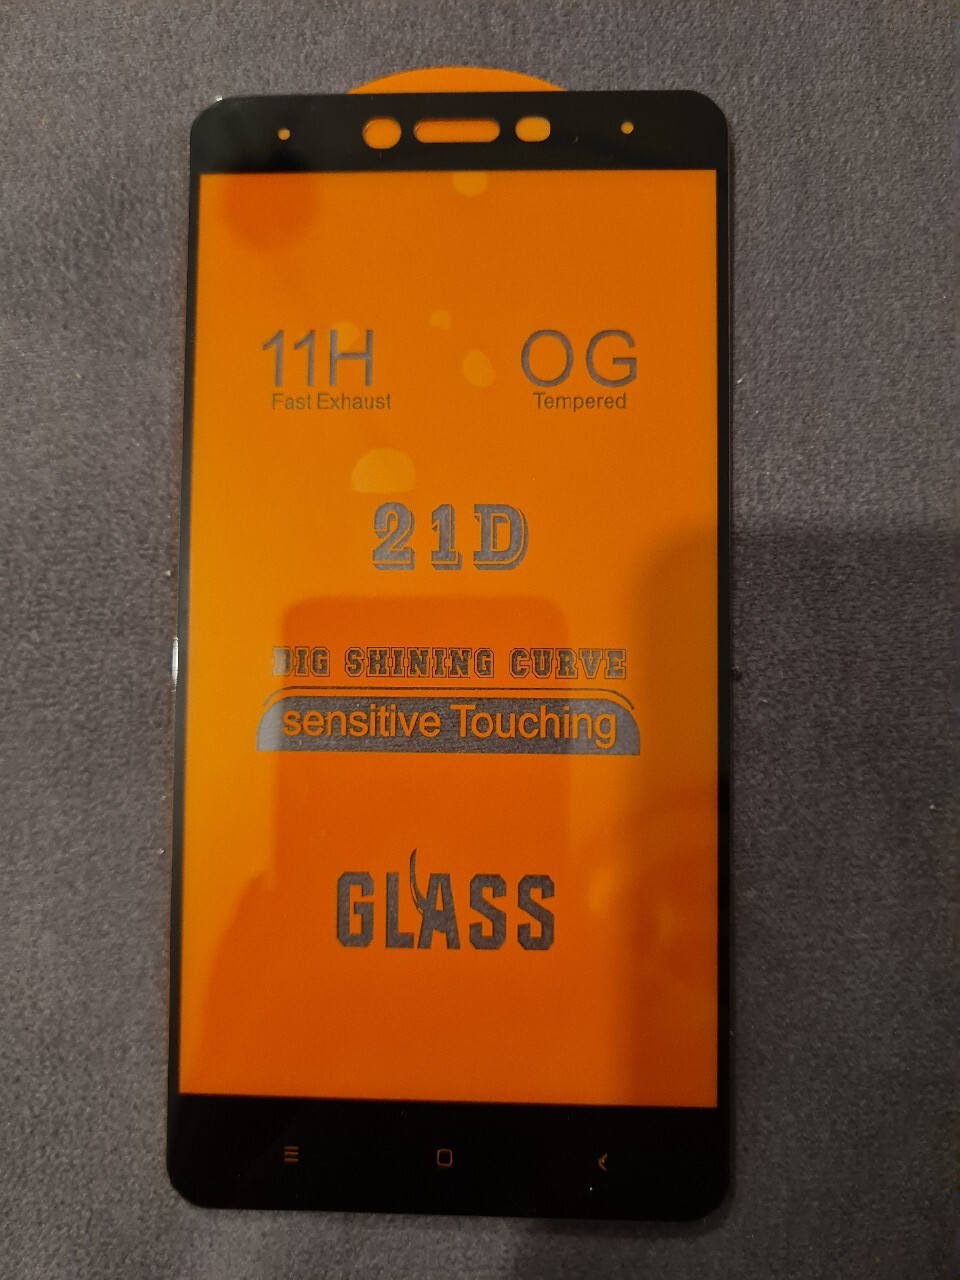 11H
Fast Exhaust
OG
Tempered
21D
BIG SHINING CURVE
sensitive Touching
GLASS